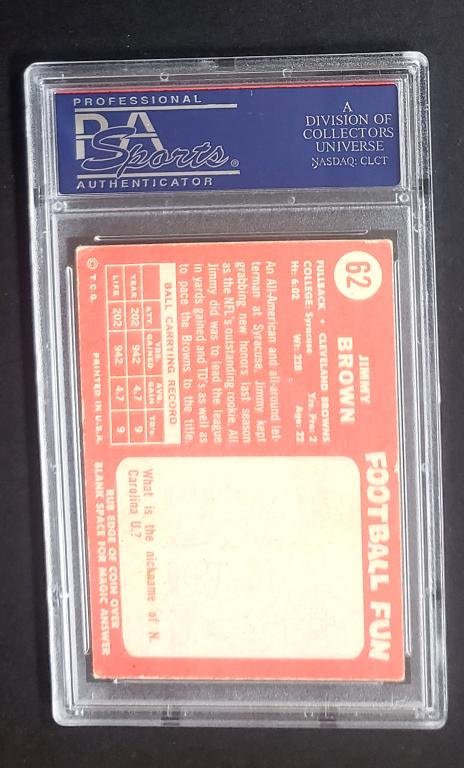 PROFESSIONAL
PSA
Sports®
AUTHENTICATOR
A
DIVISION OF
COLLECTORS
UNIVERSE
NASDAQ: CLCT
62
JIMMY
BROWN
FULLBACK • CLEVELAND BROWNS
COLLEGE: Syracuse Yrs. Pro: 2
Ht: 6:02 Wt: 228 Age: 22
An All-American and all-around let-
terman at Syracuse, Jimmy kept
grabbing new honors last season
as the NFL's outstanding rookie. All
Jimmy did was to lead the league
in yards gained and TD's as well as
to pace the Browns to the title.
BALL CARRYING RECORD
ATT. YDS. GAINED AVG. GAIN TD's
YEAR 202 942 4.7 9
LIFE 202 942 4.7 9
© T.C.G. PRINTED IN U.S.A.
FOOTBALL FUN
What is the nickname of N.
Carolina U.?
RUB EDGE OF COIN OVER
BLANK SPACE FOR MAGIC ANSWER